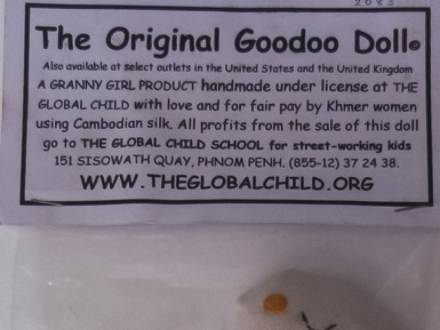 2083
The Original Goodoo Doll©
Also available at select outlets in the United States and the United Kingdom
A GRANNY GIRL PRODUCT handmade under license at THE
GLOBAL CHILD with love and for fair pay by Khmer women
using Cambodian silk. All profits from the sale of this doll
go to THE GLOBAL CHILD SCHOOL for street-working kids
151 SISOWATH QUAY, PHNOM PENH. (855-12) 37 24 38.
WWW.THEGLOBALCHILD.ORG